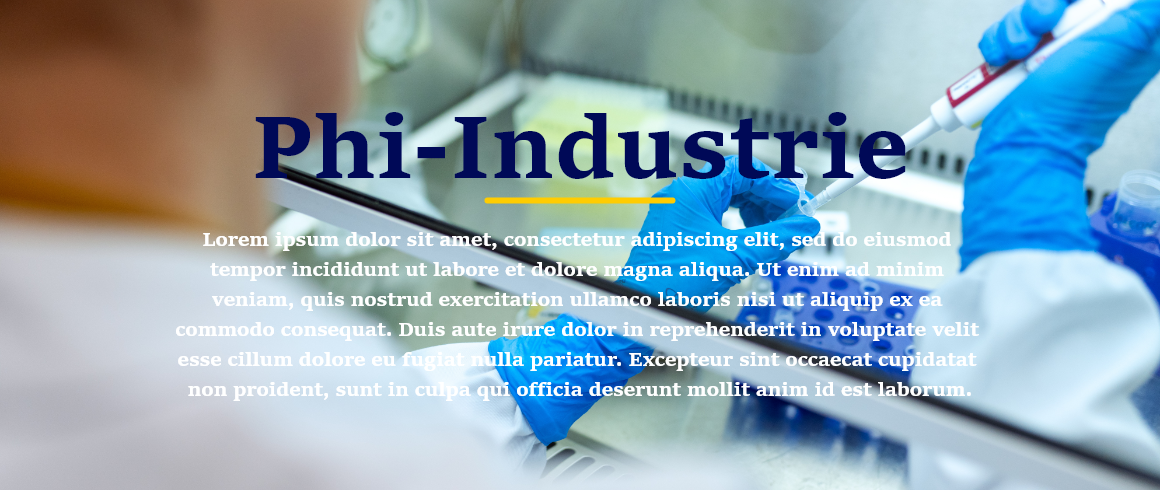 Phi-Industrie
Lorem ipsum dolor sit amet, consectetur adipiscing elit, sed do eiusmod
tempor incididunt ut labore et dolore magna aliqua. Ut enim ad minim
veniam, quis nostrud exercitation ullamco laboris nisi ut aliquip ex ea
commodo consequat. Duis aute irure dolor in reprehenderit in voluptate velit
esse cillum dolore eu fugiat nulla pariatur. Excepteur sint occaecat cupidatat
non proident, sunt in culpa qui officia deserunt mollit anim id est laborum.